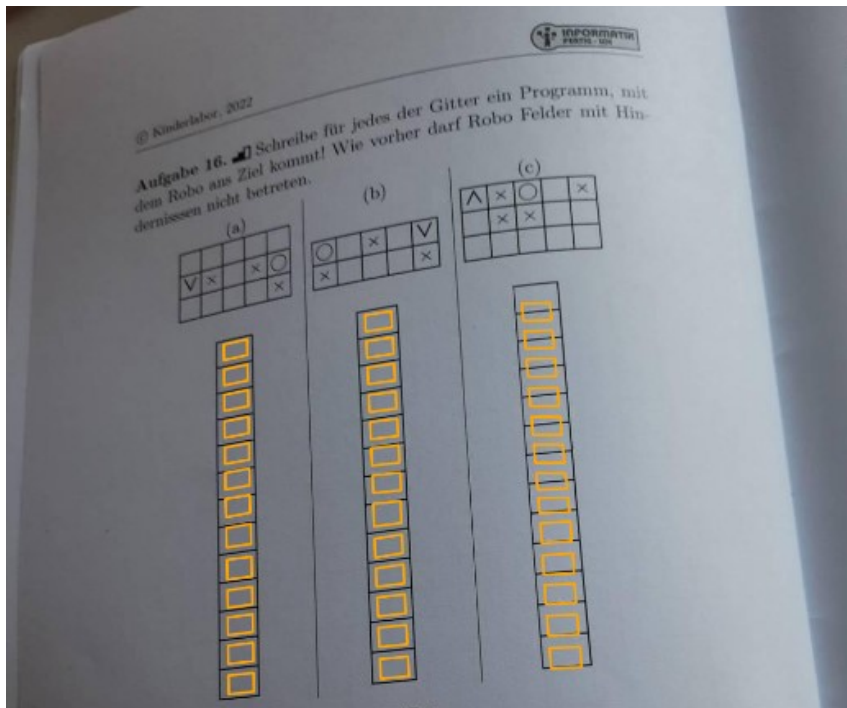 INFORMATIK
© Kinderlabor, 2022
Aufgabe 16. Schreibe für jedes der Gitter ein Programm, mit
dem Robo ans Ziel kommt! Wie vorher darf Robo Felder mit Hin-
dernissen nicht betreten.
(a)
(b)
(c)